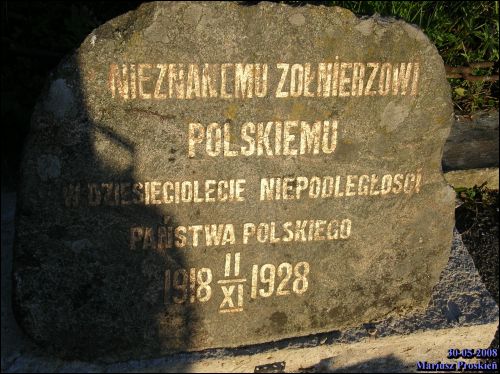 NIEZNANEMU ŻOŁNIERZOWI
POLSKIEMU
W DZIESIĘCIOLECIE NIEPODLEGŁOŚCI
PAŃSTWA POLSKIEGO
1918 11/XI 1928
30-05-2008
Mariusz Proskień